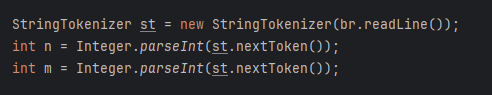 StringTokenizer st = new StringTokenizer(br.readLine());
int n = Integer.parseInt(st.nextToken());
int m = Integer.parseInt(st.nextToken());